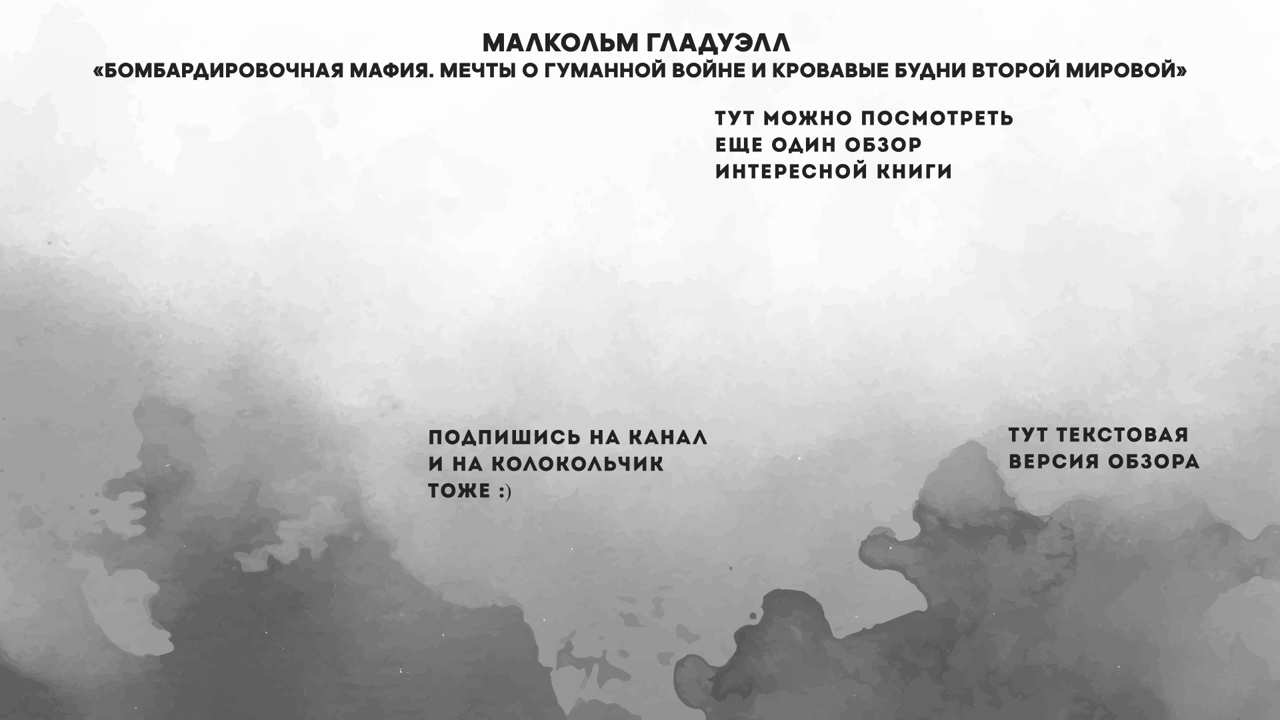 МАЛКОЛЬМ ГЛАДУЭЛЛ
«БОМБАРДИРОВОЧНАЯ МАФИЯ. МЕЧТЫ О ГУМАННОЙ ВОЙНЕ И КРОВАВЫЕ БУДНИ ВТОРОЙ МИРОВОЙ»
ТУТ МОЖНО ПОСМОТРЕТЬ
ЕЩЕ ОДИН ОБЗОР
ИНТЕРЕСНОЙ КНИГИ
ПОДПИШИСЬ НА КАНАЛ
И НА КОЛОКОЛЬЧИК
ТОЖЕ :)
ТУТ ТЕКСТОВАЯ
ВЕРСИЯ ОБЗОРА